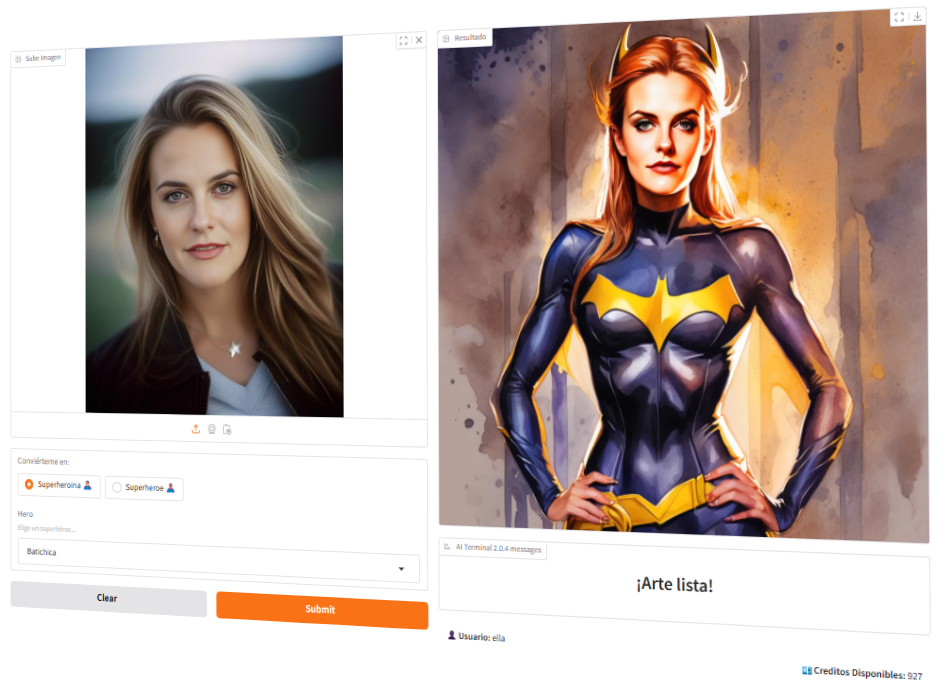 Sube Imagen
Conviérteme en:
Superheroina
Superheroe
Hero
Elige un superhéroe...
Batichica
Clear
Submit
Resultado
AI Terminal 2.0.4 messages
¡Arte lista!
Usuario: ella
Creditos Disponibles: 927